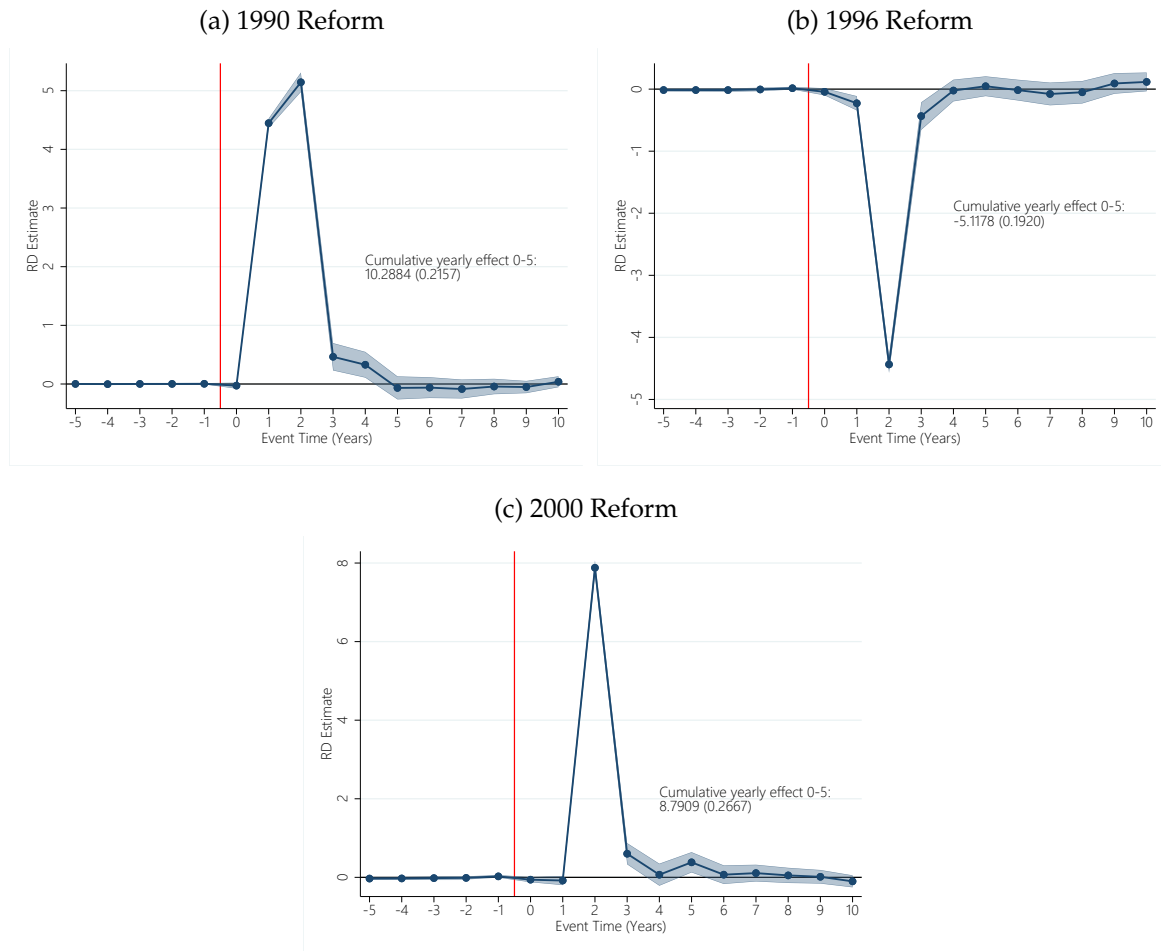 (a) 1990 Reform
RD Estimate
5
4
3
2
1
0
Cumulative yearly effect 0-5:
10.2884 (0.2157)
-5 -4 -3 -2 -1 0 1 2 3 4 5 6 7 8 9 10
Event Time (Years)
(b) 1996 Reform
RD Estimate
0
-1
-2
-3
-4
-5
Cumulative yearly effect 0-5:
-5.1178 (0.1920)
-5 -4 -3 -2 -1 0 1 2 3 4 5 6 7 8 9 10
Event Time (Years)
(c) 2000 Reform
RD Estimate
8
6
4
2
0
Cumulative yearly effect 0-5:
8.7909 (0.2667)
-5 -4 -3 -2 -1 0 1 2 3 4 5 6 7 8 9 10
Event Time (Years)